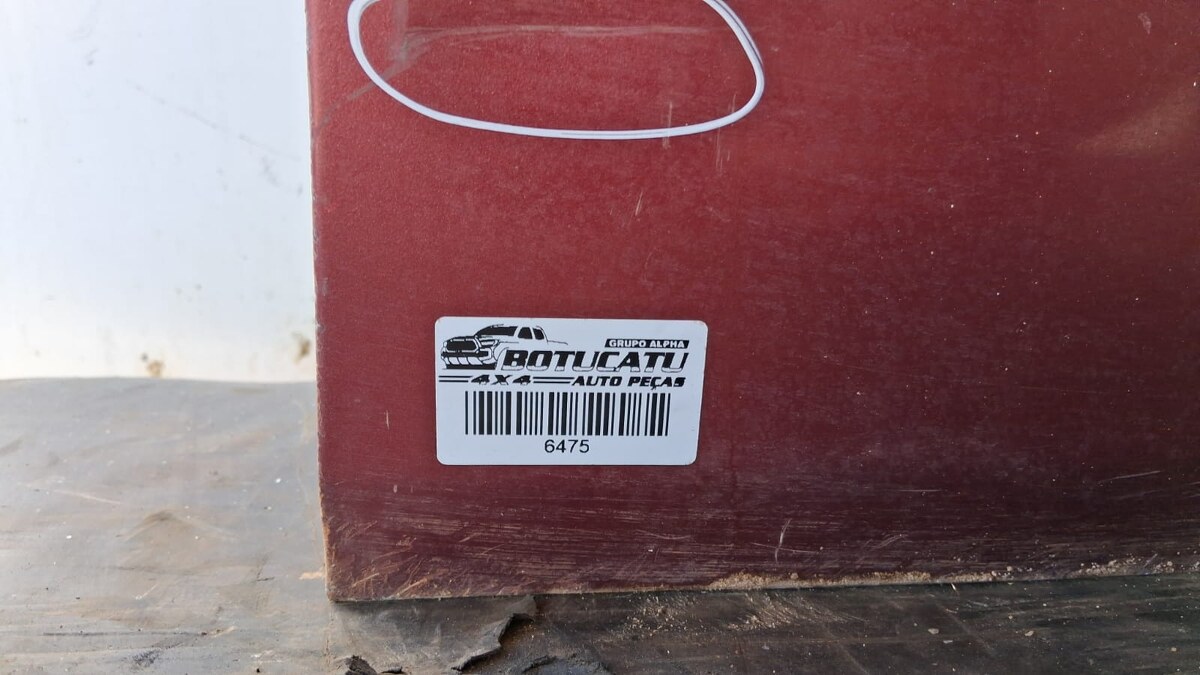 GRUPO ALPHA
BOTUCATU
4X4 AUTO PEÇAS
6475